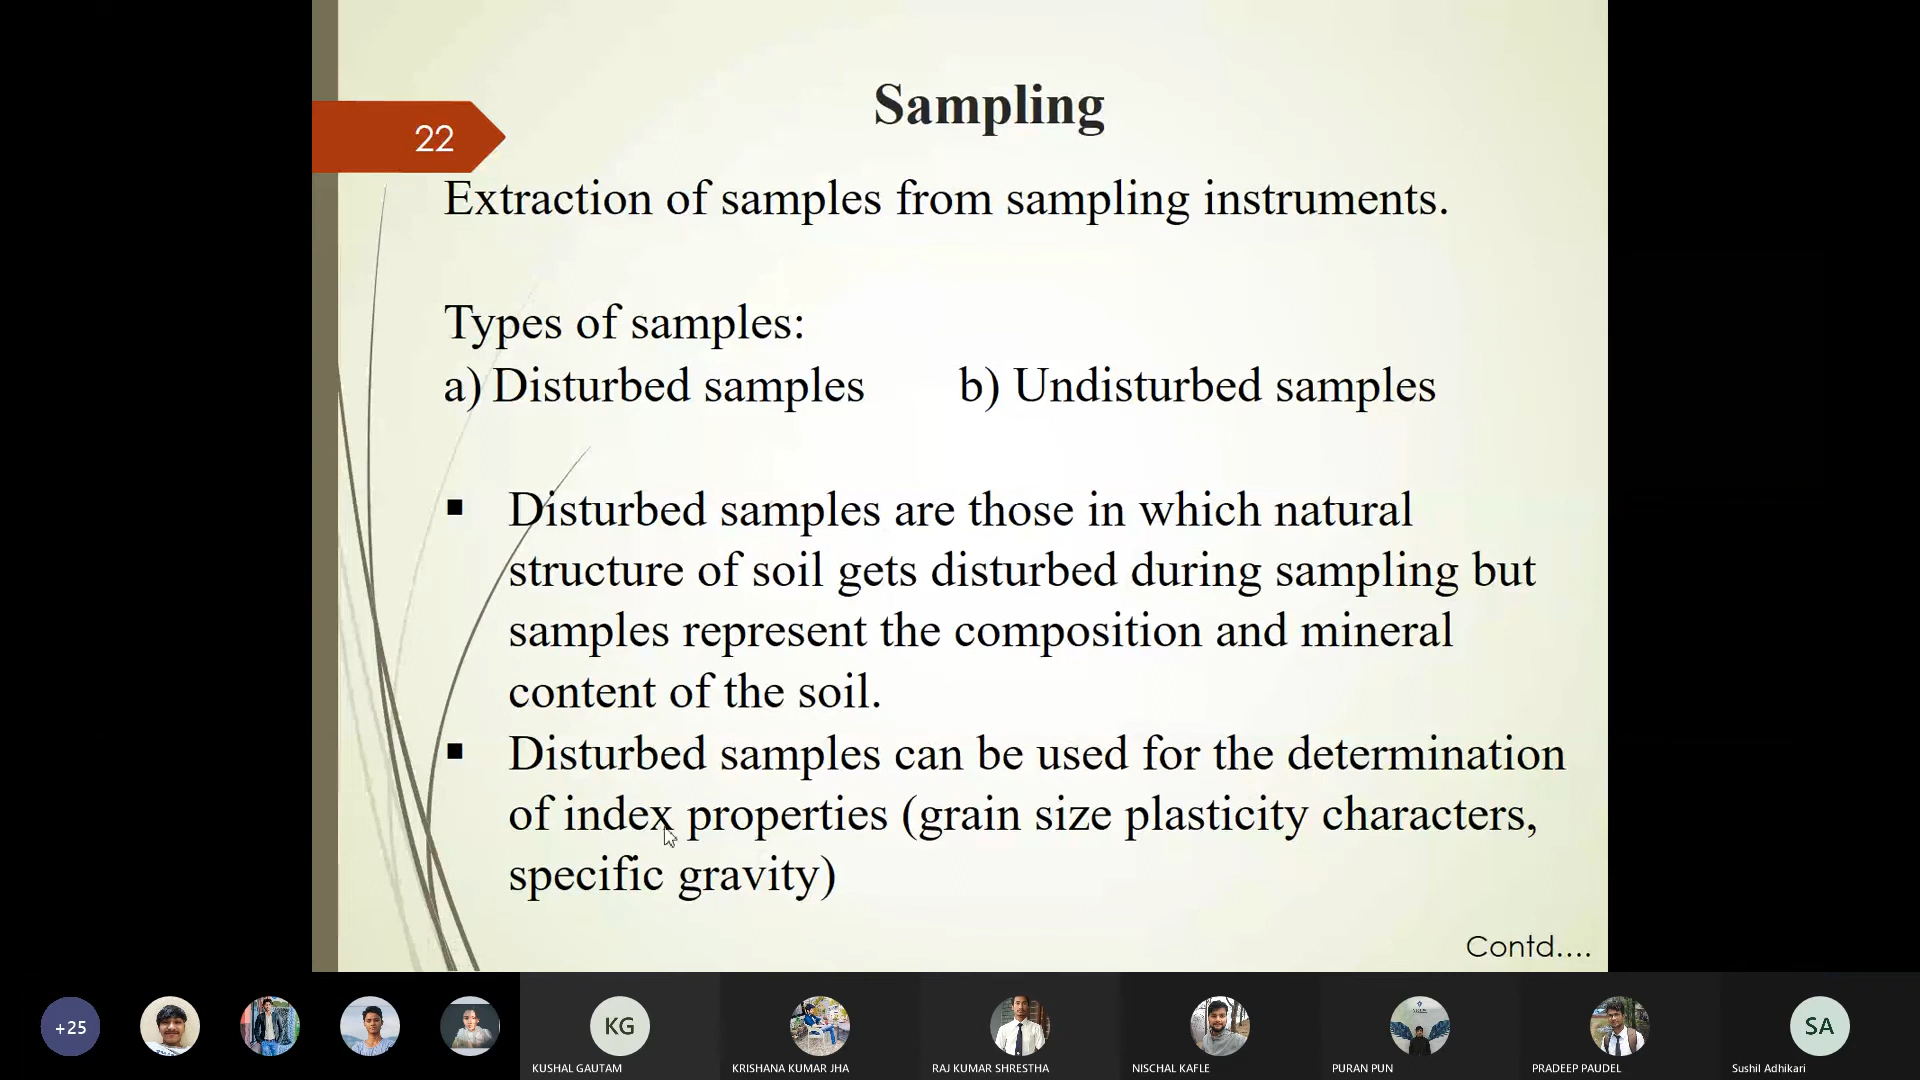 Sampling
22
Extraction of samples from sampling instruments.
Types of samples:
a) Disturbed samples b) Undisturbed samples
▪ Disturbed samples are those in which natural
structure of soil gets disturbed during sampling but
samples represent the composition and mineral
content of the soil.
▪ Disturbed samples can be used for the determination
of index properties (grain size plasticity characters,
specific gravity)
Contd....
+25
KG
SA
KUSHAL GAUTAM
KRISHANA KUMAR JHA
RAJ KUMAR SHRESTHA
NISCHAL KAFLE
PURAN PUN
PRADEEP PAUDEL
Sushil Adhikari